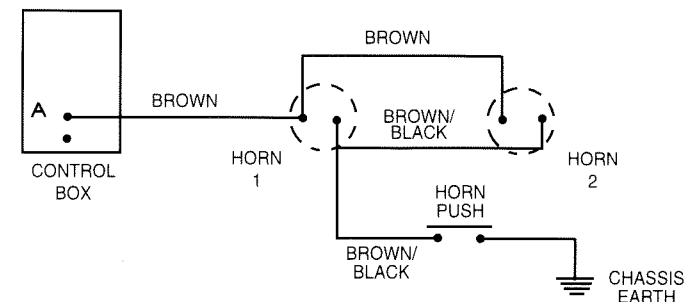 BROWN
A
BROWN
BROWN/
BLACK
CONTROL
BOX
HORN
1
HORN
2
HORN
PUSH
BROWN/
BLACK
CHASSIS
EARTH